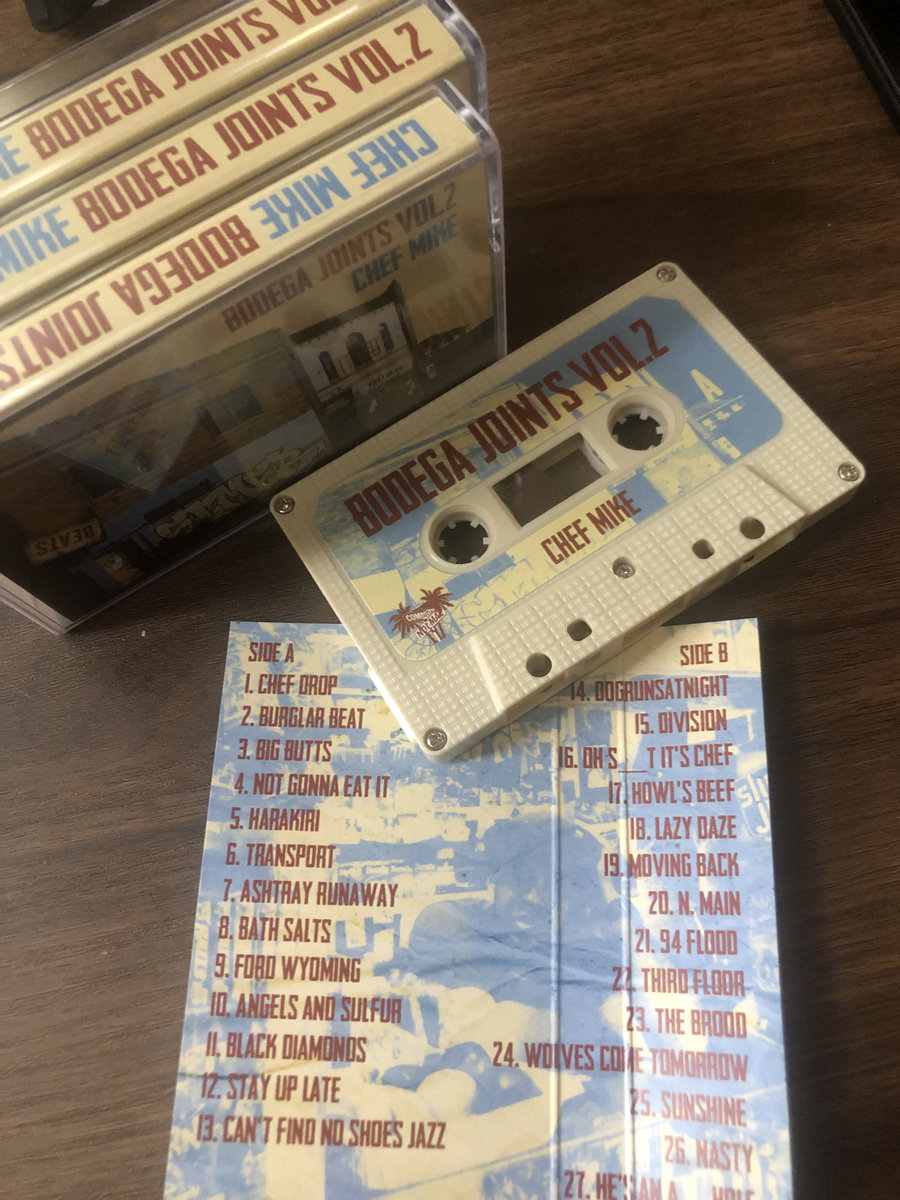 BODEGA JOINTS VOL.
MIKE BODEGA JOINTS VOL.2
CHEF MIKE BODEGA JOINTS
BODEGA JOINTS VOL.2
CHEF MIKE
BEATS
BODEGA JOINTS VOL.2
A
CHEF MIKE
SIDE A
1. CHEF DROP
2. BURGLAR BEAT
3. BIG BUTTS
4. NOT GONNA EAT IT
5. HARAKIRI
6. TRANSPORT
7. ASHTRAY RUNAWAY
8. BATH SALTS
9. FORD WYOMING
10. ANGELS AND SULFUR
11. BLACK DIAMONDS
12. STAY UP LATE
13. CAN'T FIND NO SHOES JAZZ
SIDE B
14. DOGRUNSATNIGHT
15. DIVISION
16. OH S__T IT'S CHEF
17. HOWL'S BEEF
18. LAZY DAZE
19. MOVING BACK
20. N. MAIN
21. 94 FLOOD
22. THIRD FLOOR
23. THE BROOD
24. WOLVES COME TOMORROW
25. SUNSHINE
26. NASTY
27. HE'S AN A__HOLE